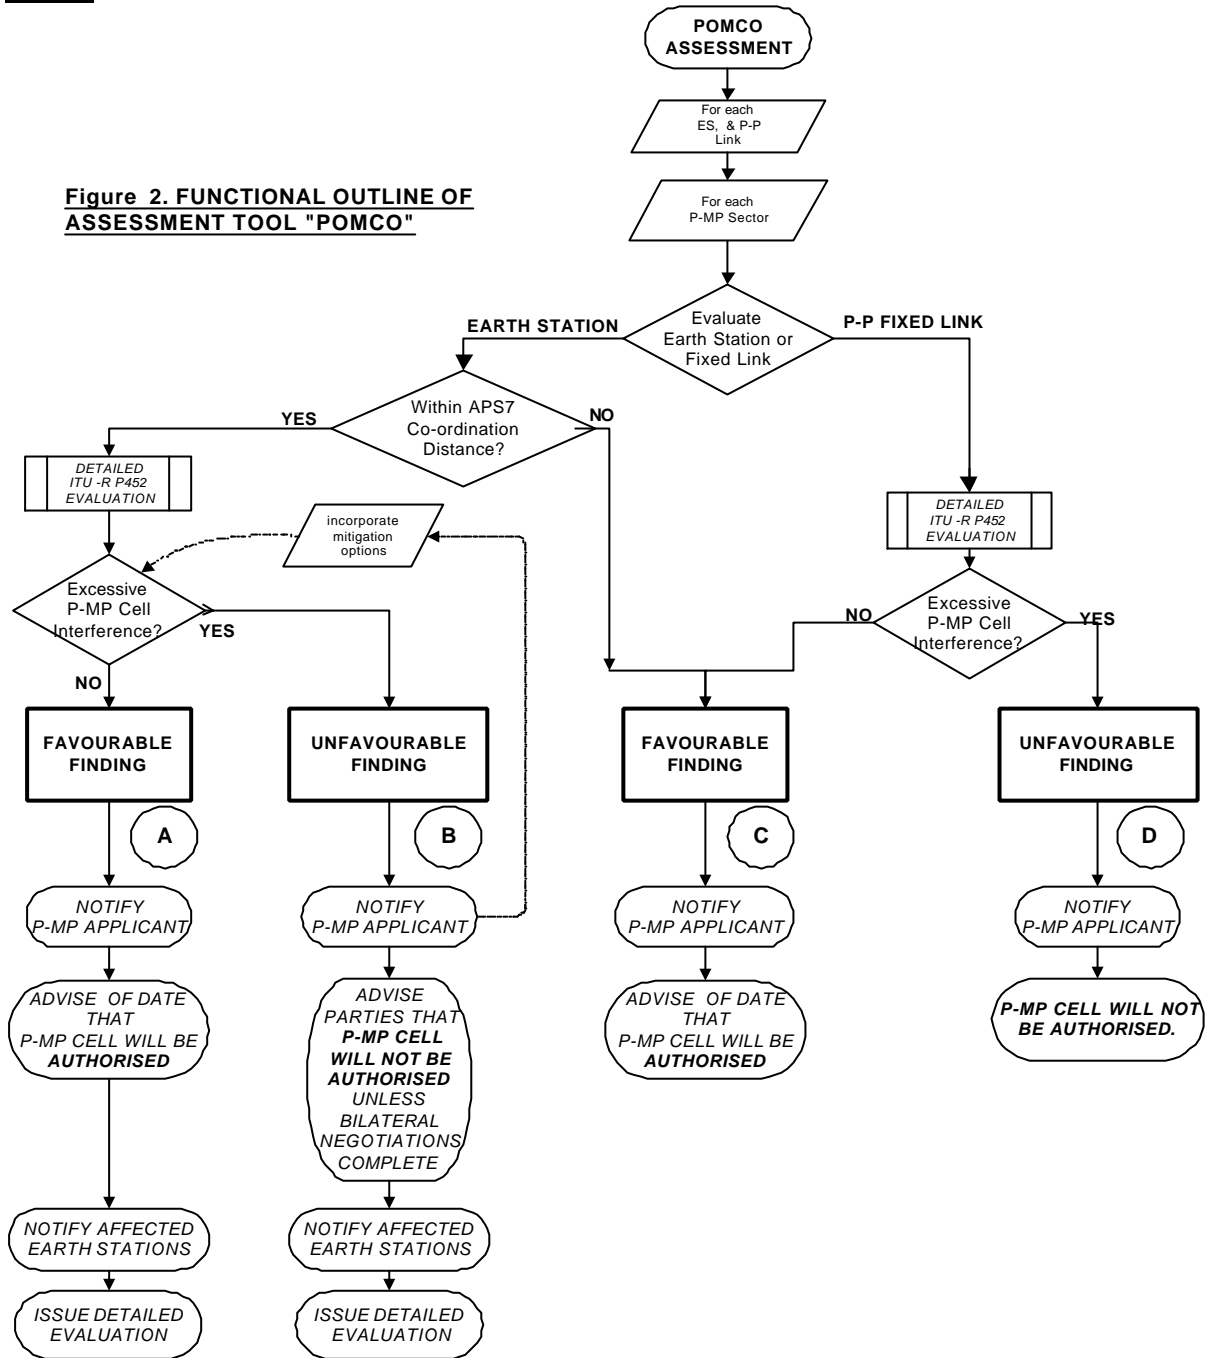 POMCO
ASSESSMENT
For each
ES, & P-P
Link
Figure 2. FUNCTIONAL OUTLINE OF
ASSESSMENT TOOL "POMCO"
For each
P-MP Sector
EARTH STATION
Evaluate
Earth Station or
Fixed Link
P-P FIXED LINK
YES
Within APS7
Co-ordination
Distance?
NO
DETAILED
ITU -R P452
EVALUATION
incorporate
mitigation
options
DETAILED
ITU -R P452
EVALUATION
Excessive
P-MP Cell
Interference?
YES
NO
NO
Excessive
P-MP Cell
Interference?
YES
FAVOURABLE
FINDING
UNFAVOURABLE
FINDING
FAVOURABLE
FINDING
UNFAVOURABLE
FINDING
A
B
C
D
NOTIFY
P-MP APPLICANT
NOTIFY
P-MP APPLICANT
NOTIFY
P-MP APPLICANT
NOTIFY
P-MP APPLICANT
ADVISE OF DATE
THAT
P-MP CELL WILL BE
AUTHORISED
ADVISE
PARTIES THAT
P-MP CELL
WILL NOT BE
AUTHORISED
UNLESS
BILATERAL
NEGOTIATIONS
COMPLETE
ADVISE OF DATE
THAT
P-MP CELL WILL BE
AUTHORISED
P-MP CELL WILL NOT
BE AUTHORISED.
NOTIFY AFFECTED
EARTH STATIONS
NOTIFY AFFECTED
EARTH STATIONS
ISSUE DETAILED
EVALUATION
ISSUE DETAILED
EVALUATION